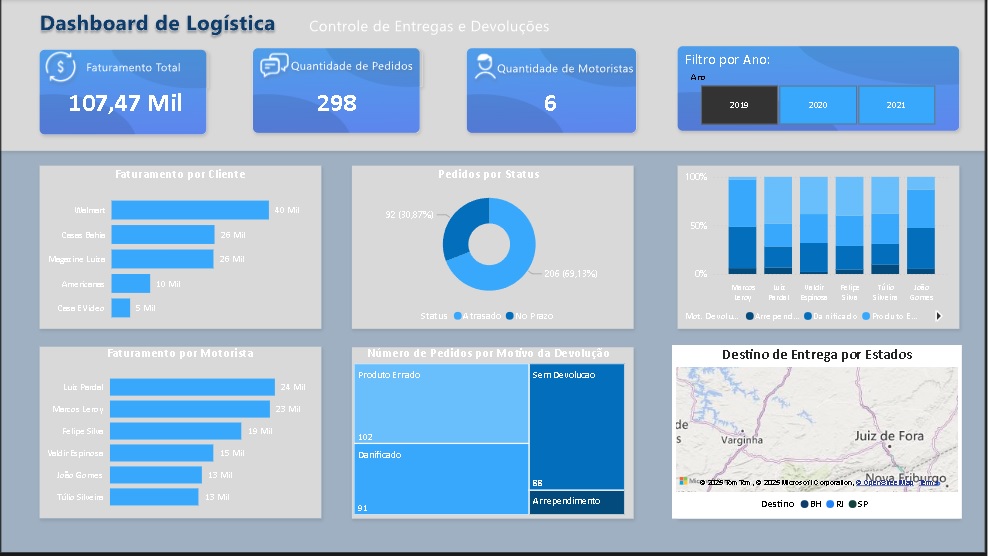 Dashboard de Logística
Controle de Entregas e Devoluções
Faturamento Total
107,47 Mil
Quantidade de Pedidos
298
Quantidade de Motoristas
6
Filtro por Ano:
Ano
2019
2020
2021
Faturamento por Cliente
Walmart
40 Mil
Casas Bahia
26 Mil
Magazine Luiza
26 Mil
Americanas
10 Mil
Casa E Video
5 Mil
Pedidos por Status
92 (30,87%)
206 (69,13%)
Status
Atrasado
No Prazo
100%
50%
0%
Marcos
Leroy
Luiz
Pardal
Valdir
Espinosa
Felipe
Silva
Túlio
Silveira
João
Gomes
Mot. Devolu...
Arrepend...
Danificado
Produto E...
Faturamento por Motorista
Luiz Pardal
24 Mil
Marcos Leroy
23 Mil
Felipe Silva
19 Mil
Valdir Espinosa
15 Mil
João Gomes
13 Mil
Túlio Silveira
13 Mil
Número de Pedidos por Motivo da Devolução
Produto Errado
102
Danificado
91
Sem Devolucao
88
Arrependimento
Destino de Entrega por Estados
de
s
Varginha
Juiz de Fora
Nova Friburgo
© 2025 TomTom, © 2025 Microsoft Corporation, © OpenStreetMap Terms
Destino
BH
RJ
SP